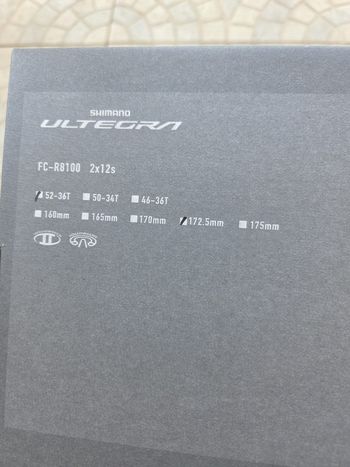 SHIMANO
ULTEGRA
FC-R8100 2x12s
52-36T 50-34T 46-36T
160mm 165mm 170mm 172.5mm 175mm